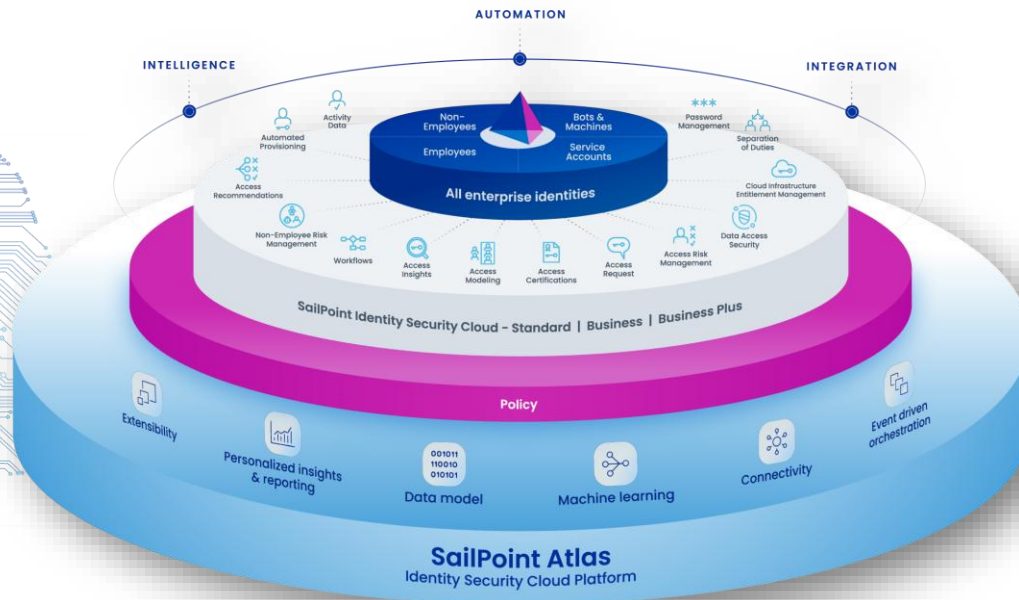 AUTOMATION
INTELLIGENCE
INTEGRATION
Activity
Data
Automated
Provisioning
Access
Recommendations
Non-Employee Risk
Management
Workflows
Access
Insights
Access
Modeling
Access
Certifications
Access
Request
Access Risk
Management
Data Access
Security
Cloud Infrastructure
Entitlement Management
Separation
of Duties
***
Password
Management
Non-
Employees
Bots &
Machines
Employees
Service
Accounts
All enterprise identities
SailPoint Identity Security Cloud - Standard | Business | Business Plus
Policy
Extensibility
Personalized insights
& reporting
001011
110010
010101
Data model
Machine learning
Connectivity
Event driven
orchestration
SailPoint Atlas
Identity Security Cloud Platform